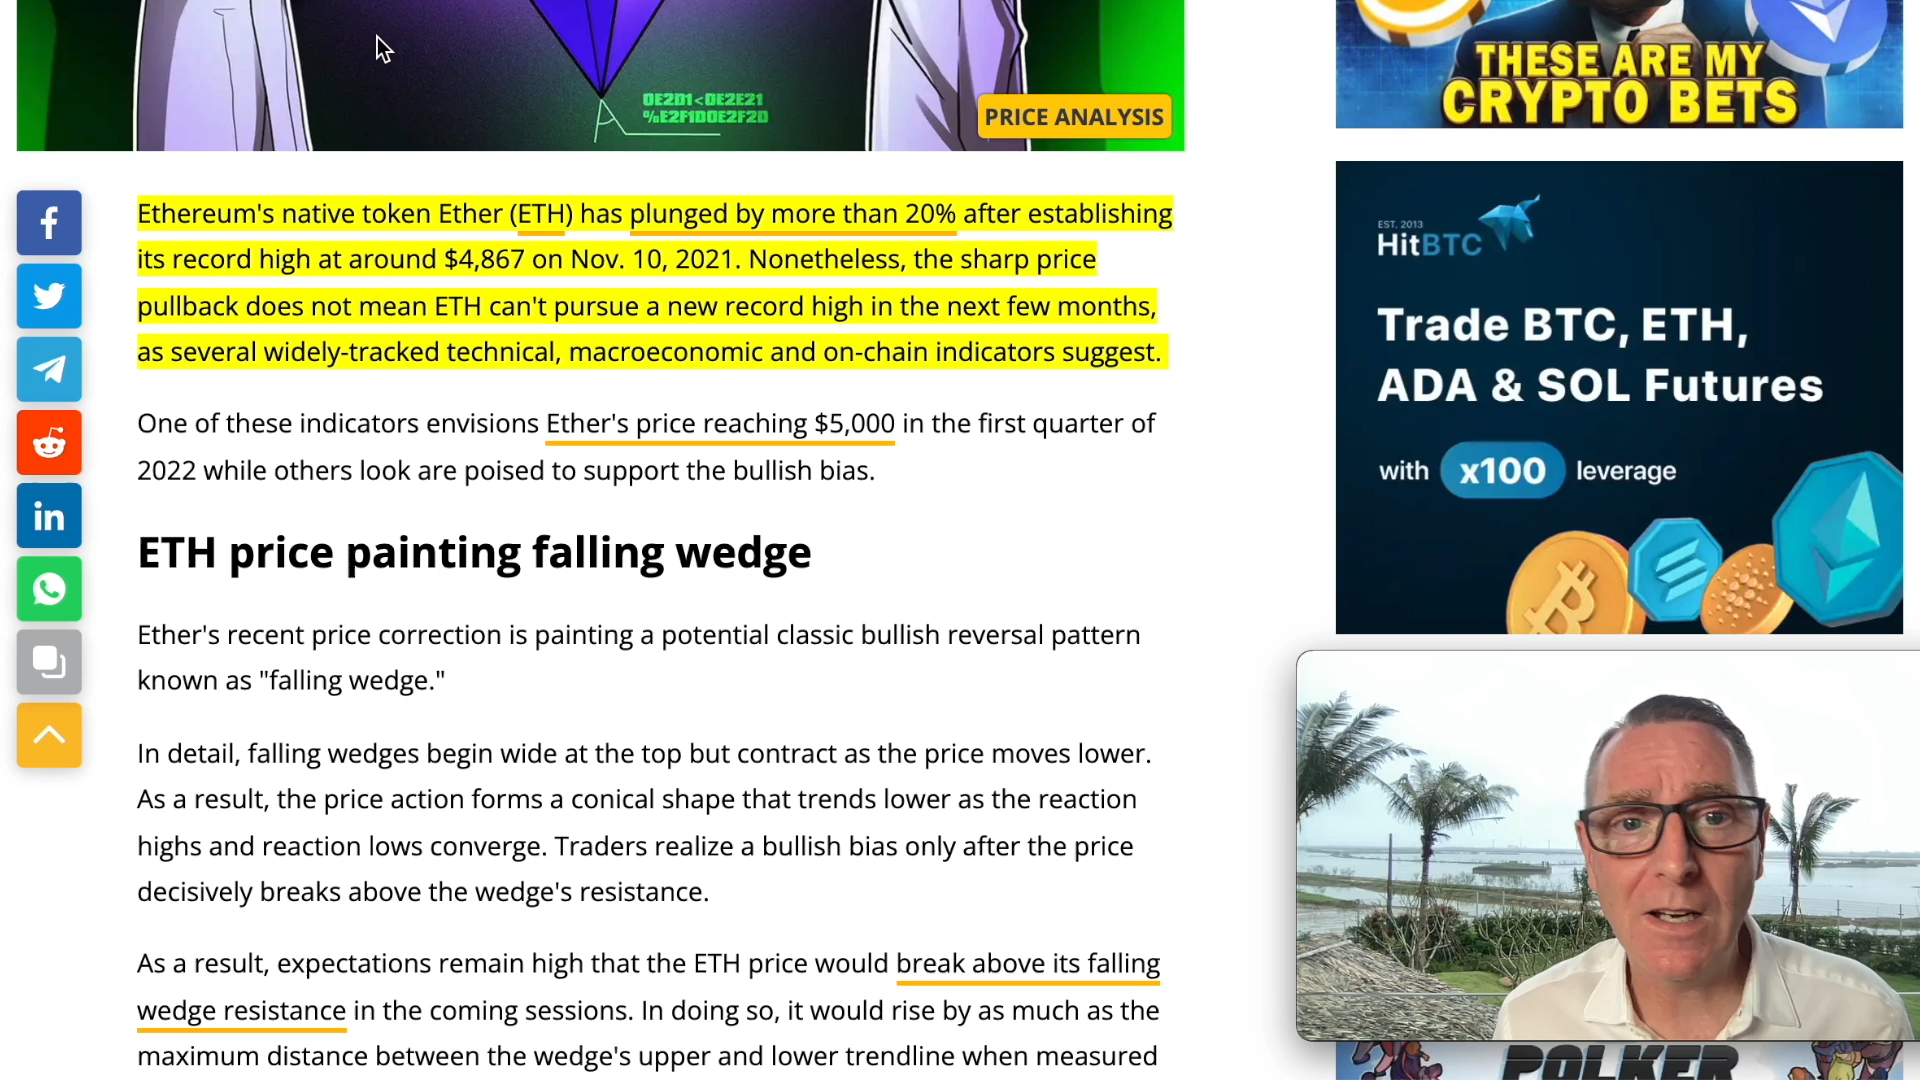 0E2D1<0E2E21
%E2F1D0E2F2D
PRICE ANALYSIS
THESE ARE MY
CRYPTO BETS
Ethereum's native token Ether (ETH) has plunged by more than 20% after establishing
its record high at around $4,867 on Nov. 10, 2021. Nonetheless, the sharp price
pullback does not mean ETH can't pursue a new record high in the next few months,
as several widely-tracked technical, macroeconomic and on-chain indicators suggest.
One of these indicators envisions Ether's price reaching $5,000 in the first quarter of
2022 while others look are poised to support the bullish bias.
ETH price painting falling wedge
Ether's recent price correction is painting a potential classic bullish reversal pattern
known as "falling wedge."
In detail, falling wedges begin wide at the top but contract as the price moves lower.
As a result, the price action forms a conical shape that trends lower as the reaction
highs and reaction lows converge. Traders realize a bullish bias only after the price
decisively breaks above the wedge's resistance.
As a result, expectations remain high that the ETH price would break above its falling
wedge resistance in the coming sessions. In doing so, it would rise by as much as the
maximum distance between the wedge's upper and lower trendline when measured
EST. 2013
HitBTC
Trade BTC, ETH,
ADA & SOL Futures
with x100 leverage
POLKER